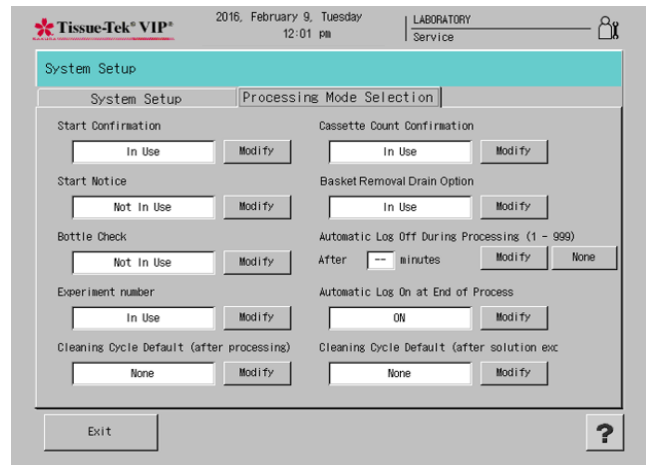 Tissue-Tek® VIP®
2016, February 9, Tuesday
12:01 pm
LABORATORY
Service
System Setup
System Setup
Processing Mode Selection
Start Confirmation
In Use
Modify
Cassette Count Confirmation
In Use
Modify
Start Notice
Not In Use
Modify
Basket Removal Drain Option
In Use
Modify
Bottle Check
Not In Use
Modify
Automatic Log Off During Processing (1 - 999)
After -- minutes
Modify
None
Experiment number
In Use
Modify
Automatic Log On at End of Process
ON
Modify
Cleaning Cycle Default (after processing)
None
Modify
Cleaning Cycle Default (after solution exc
None
Modify
Exit
?